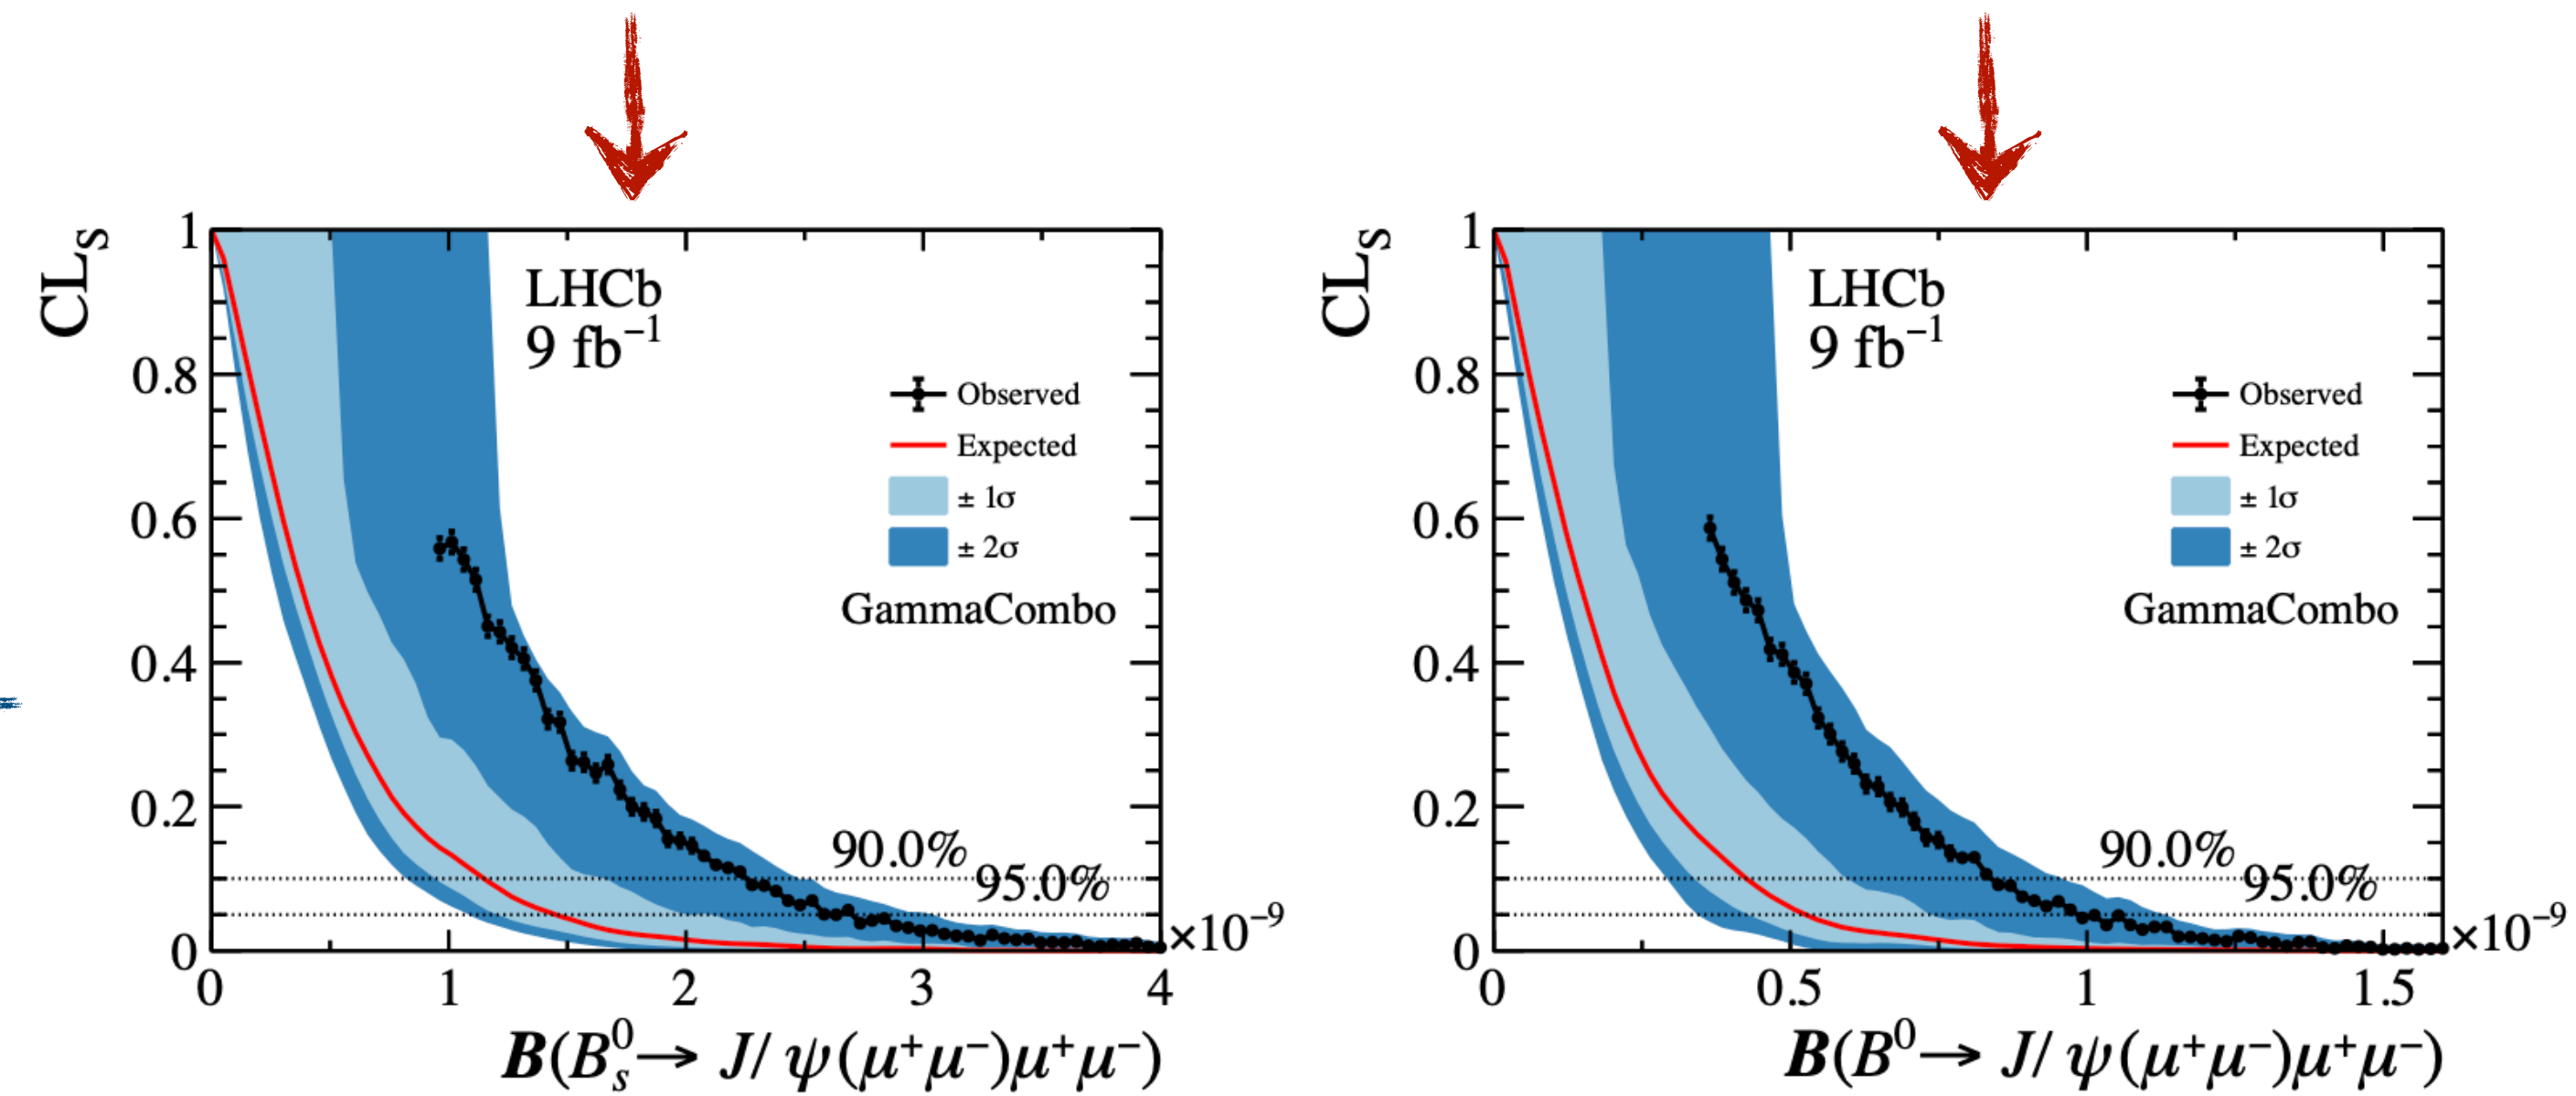 CLs
1
0.8
0.6
0.4
0.2
0
LHCb
9 fb⁻¹
Observed
Expected
± 1σ
± 2σ
GammaCombo
90.0%
95.0%
×10⁻⁹
0 1 2 3 4
B(B⁰ₛ→ J/ψ(μ⁺μ⁻)μ⁺μ⁻)
CLs
1
0.8
0.6
0.4
0.2
0
LHCb
9 fb⁻¹
Observed
Expected
± 1σ
± 2σ
GammaCombo
90.0%
95.0%
×10⁻⁹
0 0.5 1 1.5
B(B⁰→ J/ψ(μ⁺μ⁻)μ⁺μ⁻)